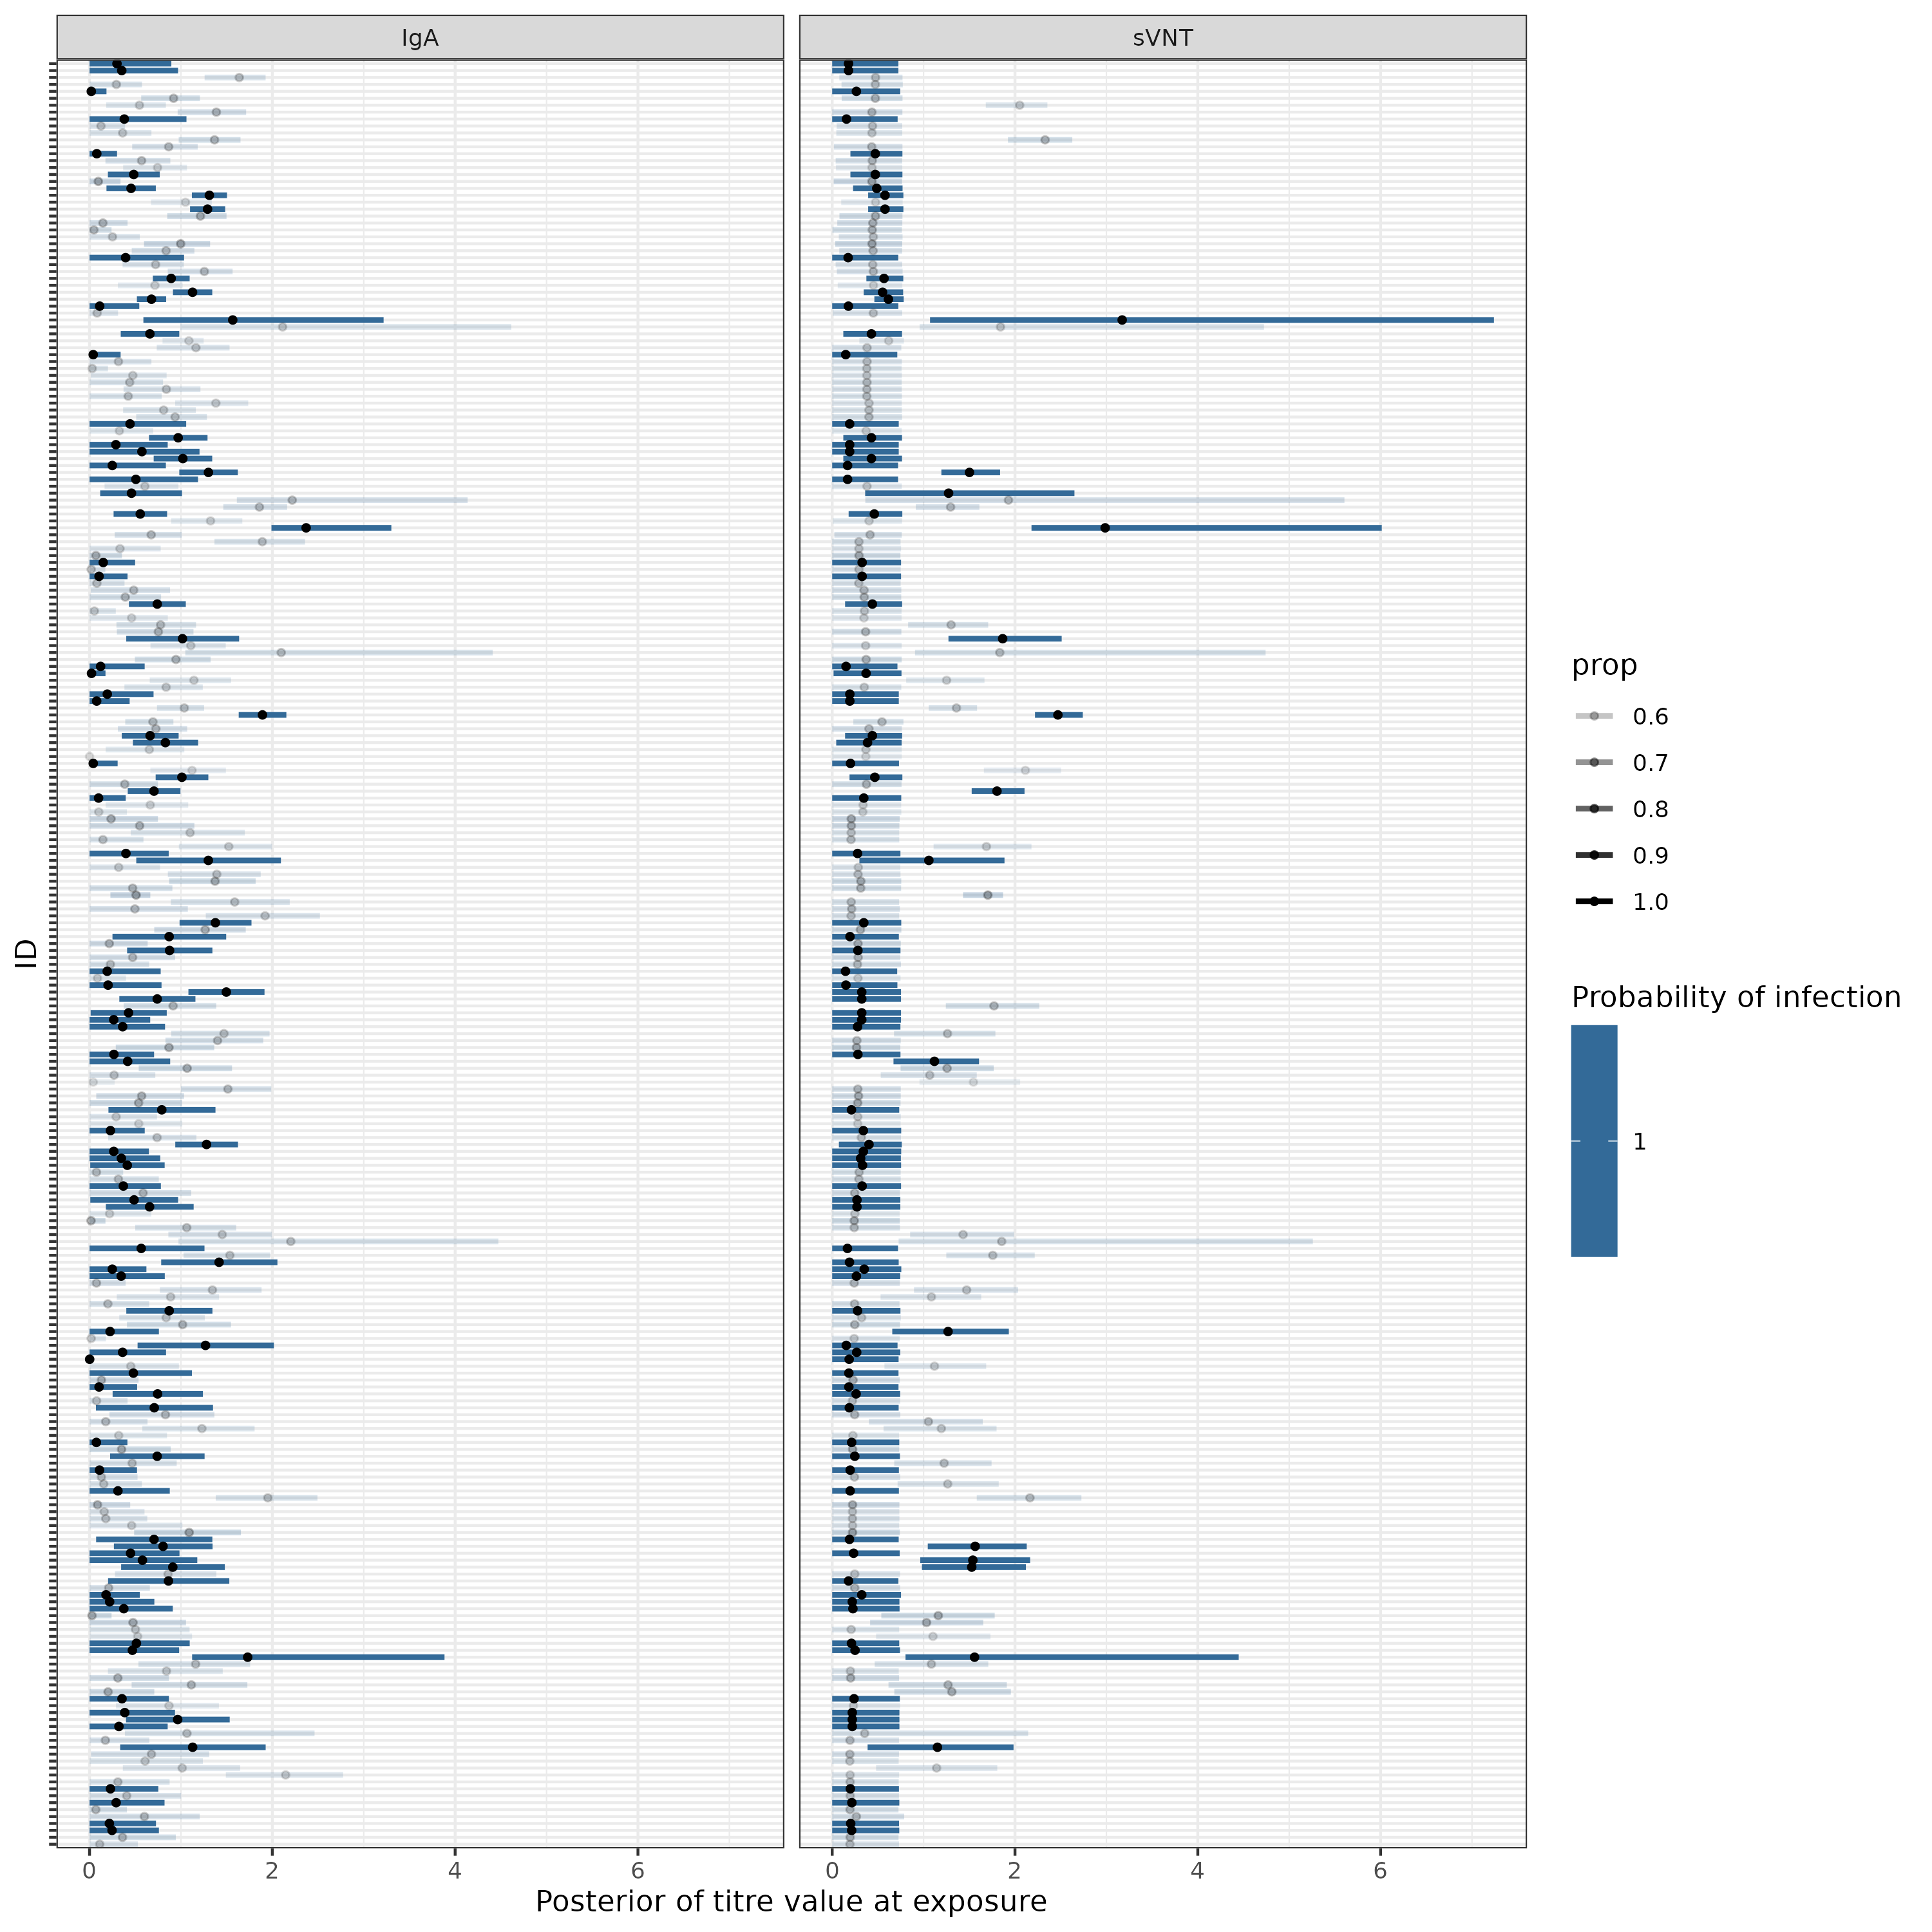 IgA
sVNT
ID
0
2
4
6
0
2
4
6
Posterior of titre value at exposure
prop
0.6
0.7
0.8
0.9
1.0
Probability of infection
1